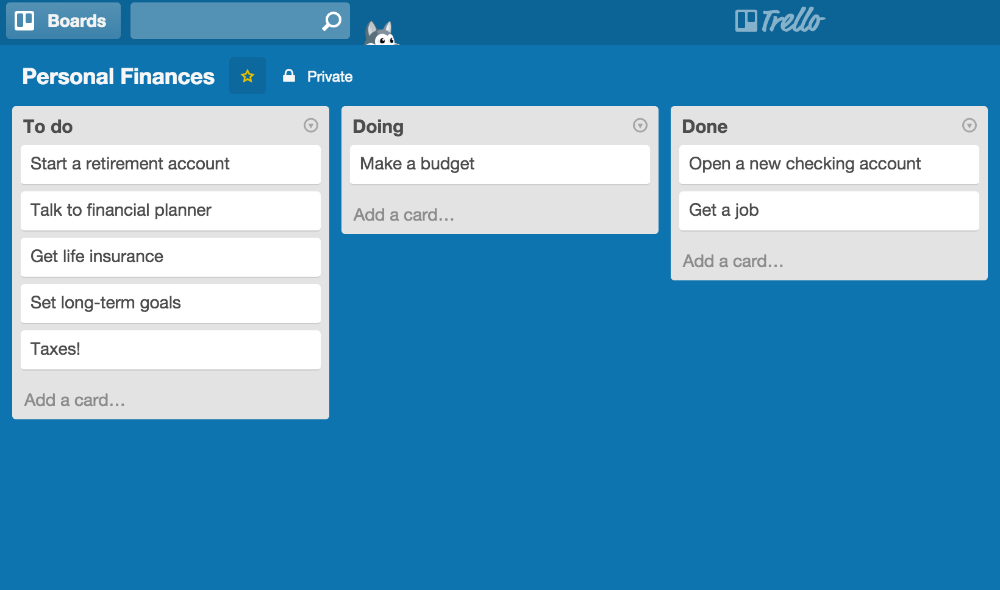 Boards
Trello
Personal Finances
Private
To do
Start a retirement account
Talk to financial planner
Get life insurance
Set long-term goals
Taxes!
Add a card…
Doing
Make a budget
Add a card…
Done
Open a new checking account
Get a job
Add a card…